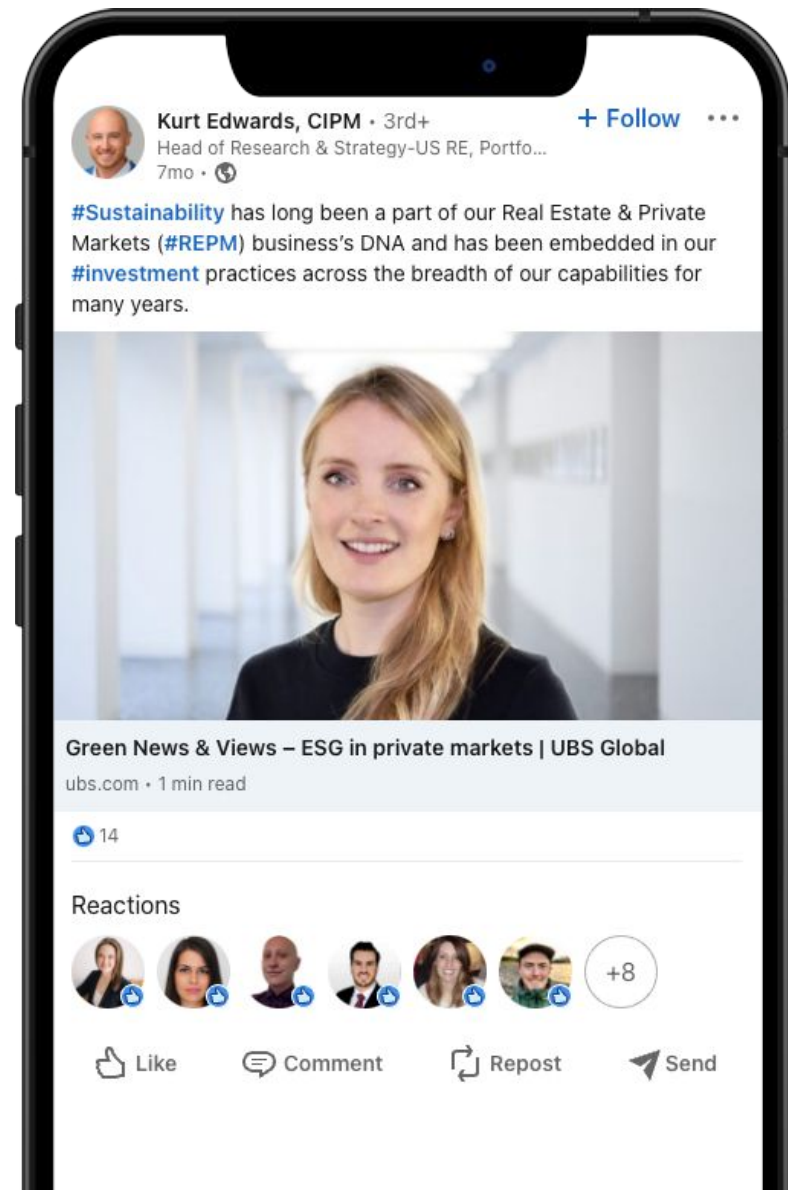 Kurt Edwards, CIPM • 3rd+
+ Follow
Head of Research & Strategy-US RE, Portfo...
7mo •
#Sustainability has long been a part of our Real Estate & Private
Markets (#REPM) business’s DNA and has been embedded in our
#investment practices across the breadth of our capabilities for
many years.
Green News & Views – ESG in private markets | UBS Global
ubs.com • 1 min read
14
Reactions
+8
Like
Comment
Repost
Send